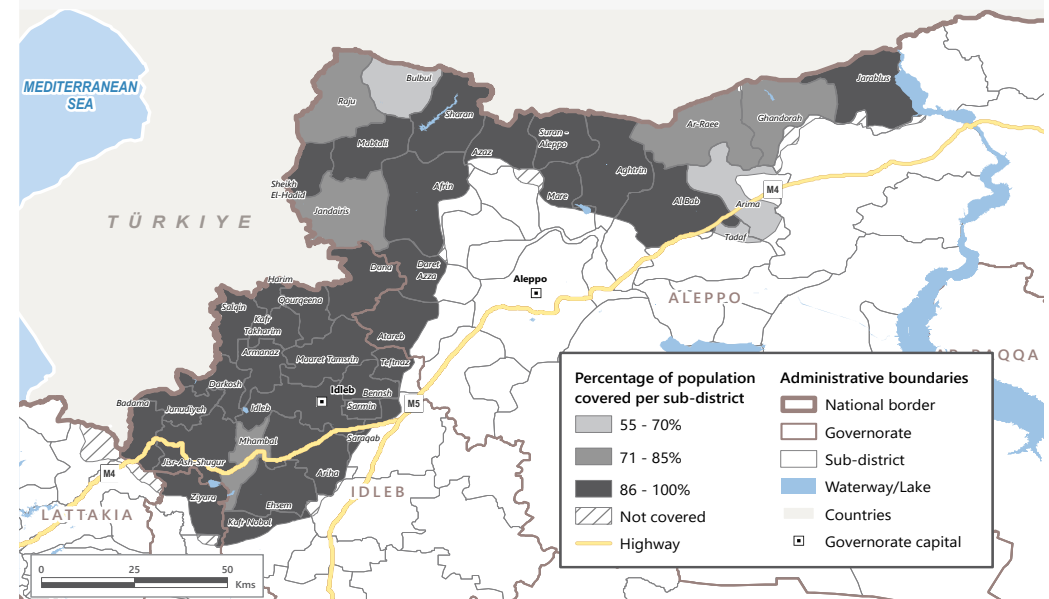 MEDITERRANEAN
SEA
Bulbul
Raju
Sharan
Jarablus
Ar-Raee
Ghandorah
Suran -
Aleppo
Mabtali
Azaz
Aghtrin
Sheikh
El-Hadid
Afrin
Mare
M4
Jandairis
Al Bab
Arima
TÜRKIYE
Tadaf
Dana
Daret
Azza
Harim
Aleppo
Salqin
Qourqeena
ALEPPO
Kafr
Takharim
Atareb
AR-RAQQA
Armanaz
Maaret Tamsrin
Teftnaz
Darkosh
Idleb
Bennsh
Badama
Janudiyeh
Idleb
Sarmin
M5
Mhambal
Saraqab
Jisr-Ash-Shugur
M4
Ariha
Ziyara
IDLEB
Ehsem
LATTAKIA
Kafr Nobol
0
25
50
Kms
Percentage of population
covered per sub-district
55 - 70%
71 - 85%
86 - 100%
Not covered
Highway
Administrative boundaries
National border
Governorate
Sub-district
Waterway/Lake
Countries
Governorate capital